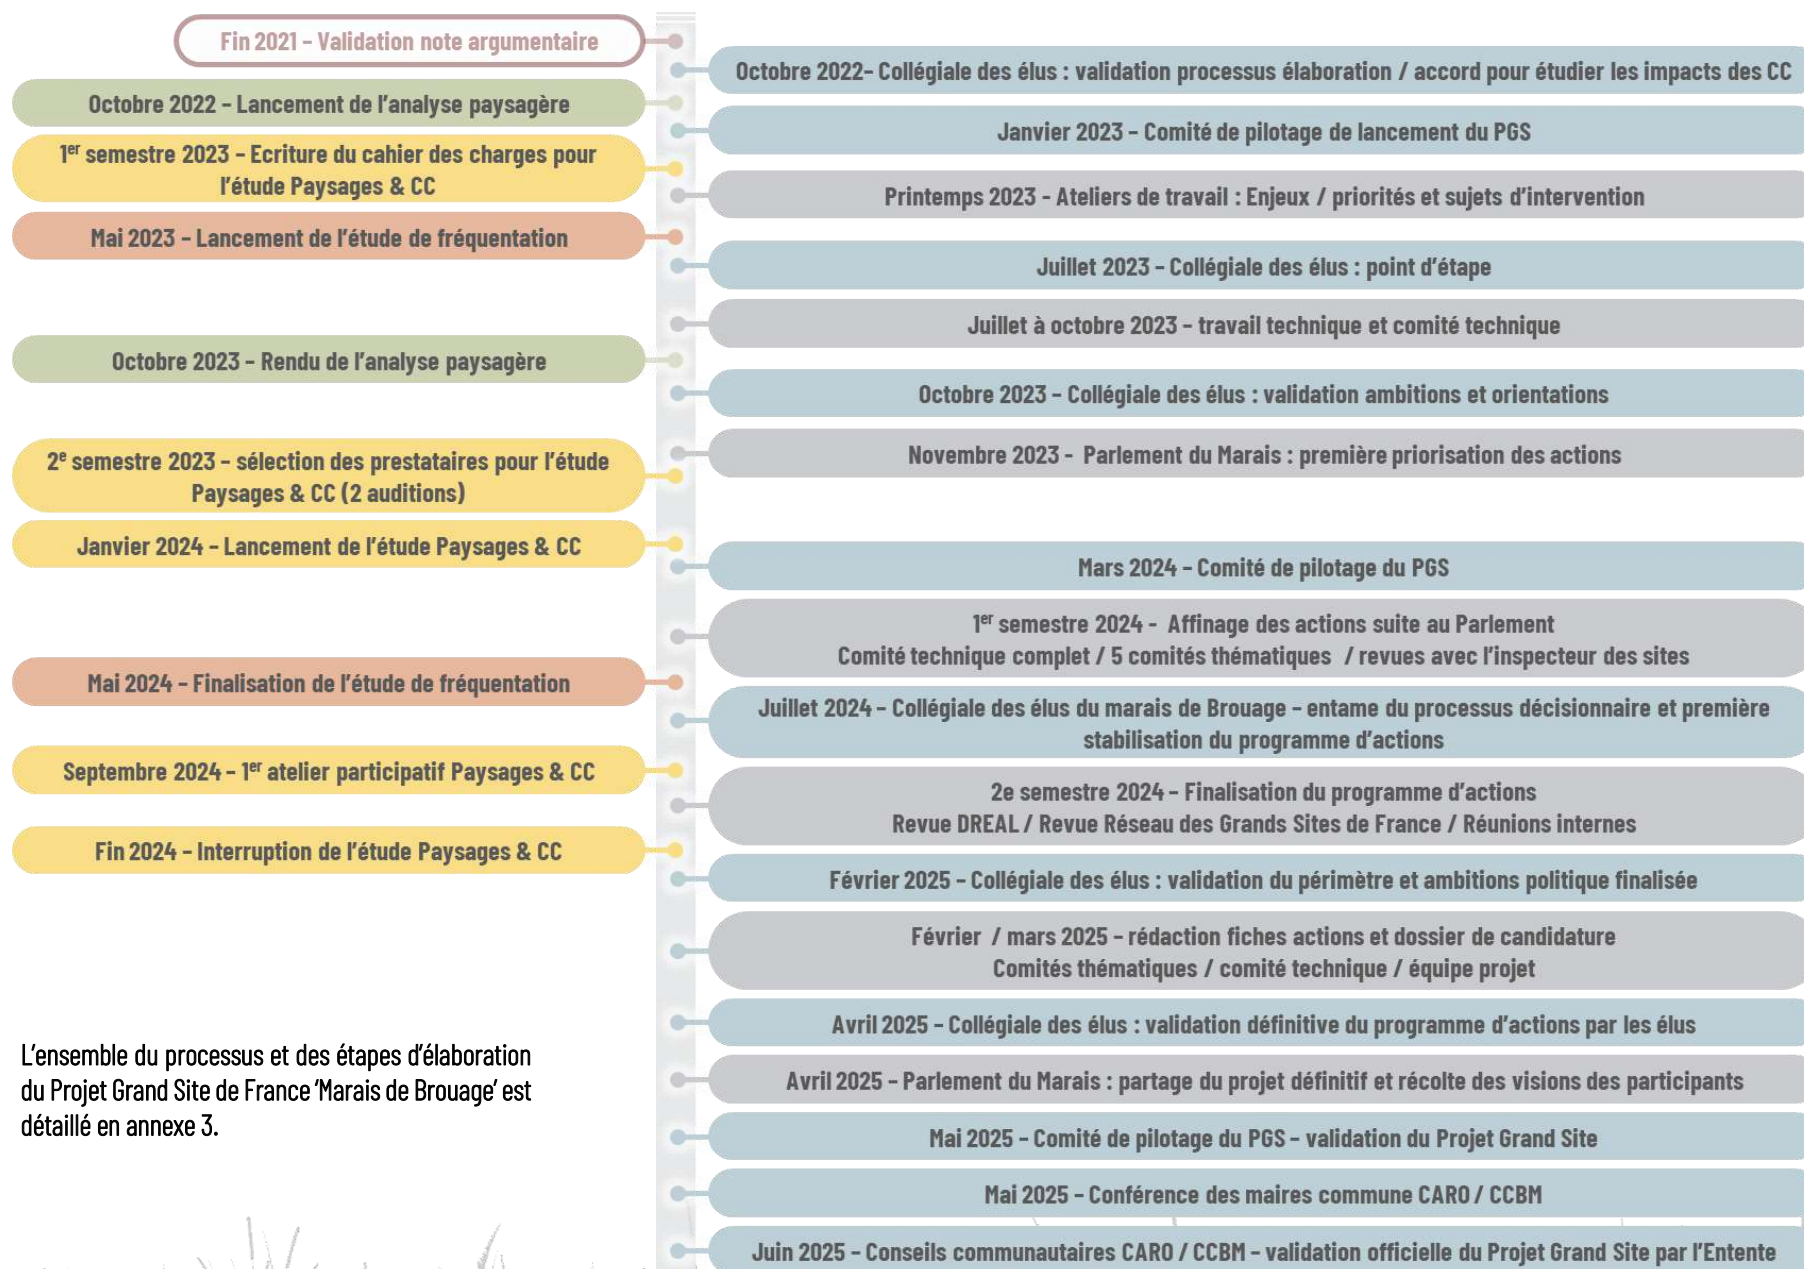 Fin 2021 – Validation note argumentaire
Octobre 2022– Collégiale des élus : validation processus élaboration / accord pour étudier les impacts des CC
Octobre 2022 – Lancement de l’analyse paysagère
Janvier 2023 – Comité de pilotage de lancement du PGS
1er semestre 2023 – Ecriture du cahier des charges pour
l’étude Paysages & CC
Printemps 2023 - Ateliers de travail : Enjeux / priorités et sujets d’intervention
Mai 2023 – Lancement de l’étude de fréquentation
Juillet 2023 – Collégiale des élus : point d’étape
Juillet à octobre 2023 – travail technique et comité technique
Octobre 2023 – Rendu de l’analyse paysagère
Octobre 2023 – Collégiale des élus : validation ambitions et orientations
Novembre 2023 - Parlement du Marais : première priorisation des actions
2e semestre 2023 – sélection des prestataires pour l’étude
Paysages & CC (2 auditions)
Janvier 2024 – Lancement de l’étude Paysages & CC
Mars 2024 – Comité de pilotage du PGS
1er semestre 2024 - Affinage des actions suite au Parlement
Comité technique complet / 5 comités thématiques / revues avec l’inspecteur des sites
Mai 2024 – Finalisation de l’étude de fréquentation
Juillet 2024 – Collégiale des élus du marais de Brouage – entame du processus décisionnaire et première
stabilisation du programme d’actions
Septembre 2024 – 1er atelier participatif Paysages & CC
2e semestre 2024 – Finalisation du programme d’actions
Revue DREAL / Revue Réseau des Grands Sites de France / Réunions internes
Fin 2024 – Interruption de l’étude Paysages & CC
Février 2025 – Collégiale des élus : validation du périmètre et ambitions politique finalisée
Février / mars 2025 – rédaction fiches actions et dossier de candidature
Comités thématiques / comité technique / équipe projet
Avril 2025 – Collégiale des élus : validation définitive du programme d’actions par les élus
L’ensemble du processus et des étapes d’élaboration
du Projet Grand Site de France ‘Marais de Brouage’ est
détaillé en annexe 3.
Avril 2025 – Parlement du Marais : partage du projet définitif et récolte des visions des participants
Mai 2025 – Comité de pilotage du PGS – validation du Projet Grand Site
Mai 2025 – Conférence des maires commune CARO / CCBM
Juin 2025 – Conseils communautaires CARO / CCBM – validation officielle du Projet Grand Site par l’Entente